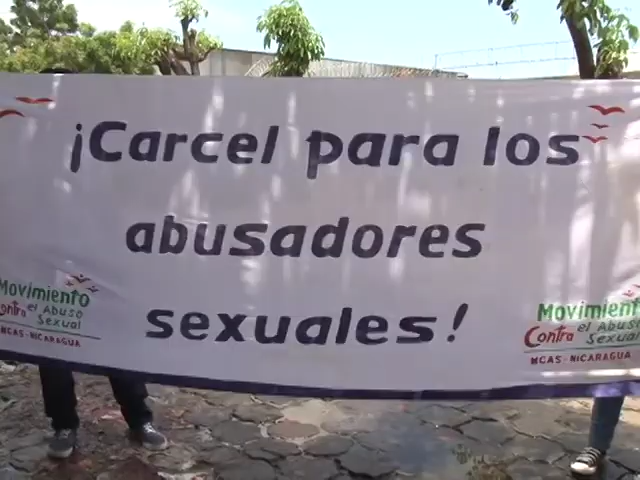 ¡Carcel para los
abusadores
sexuales!
Movimiento
Contra el Abuso
Sexual
MCAS-NICARAGUA
Movimient
Contra el Abuso
Sexual
MCAS-NICARAGUA